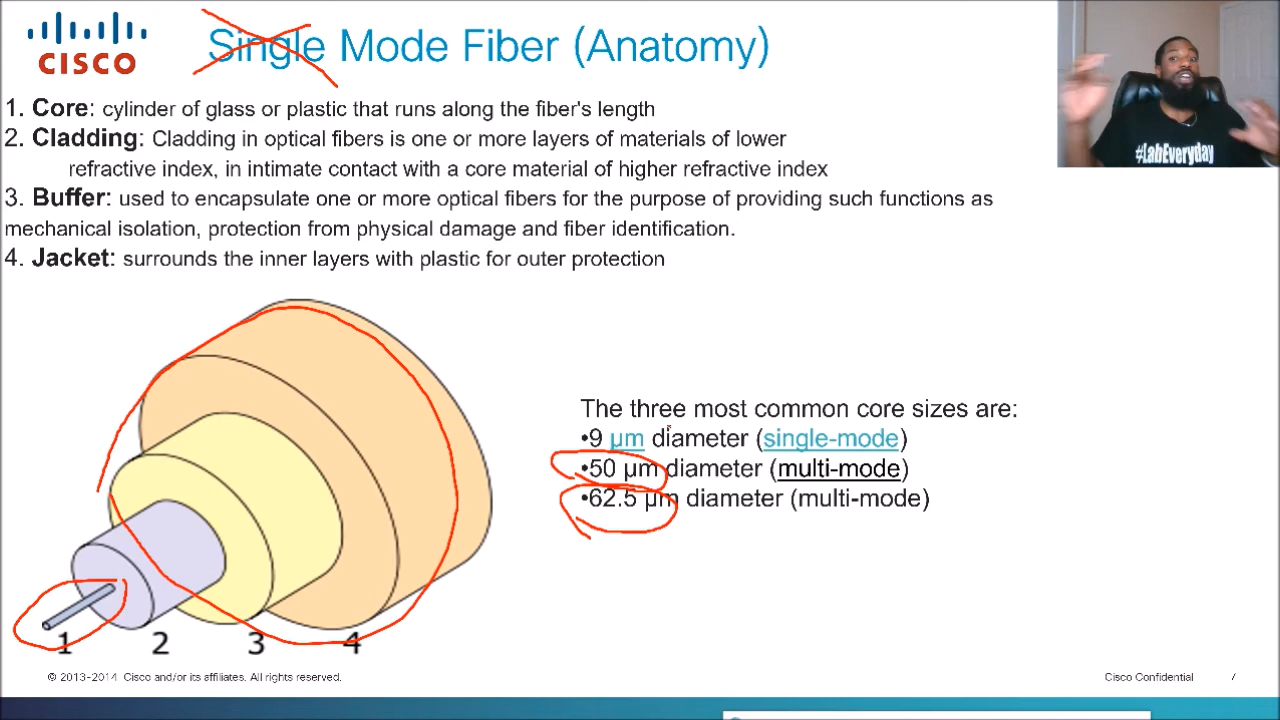 CISCO
Single Mode Fiber (Anatomy)
#LabEveryday
1. Core: cylinder of glass or plastic that runs along the fiber's length
2. Cladding: Cladding in optical fibers is one or more layers of materials of lower
refractive index, in intimate contact with a core material of higher refractive index
3. Buffer: used to encapsulate one or more optical fibers for the purpose of providing such functions as
mechanical isolation, protection from physical damage and fiber identification.
4. Jacket: surrounds the inner layers with plastic for outer protection
The three most common core sizes are:
•9 µm diameter (single-mode)
•50 µm diameter (multi-mode)
•62.5 µm diameter (multi-mode)
1 2 3 4
© 2013-2014 Cisco and/or its affiliates. All rights reserved.
Cisco Confidential 7